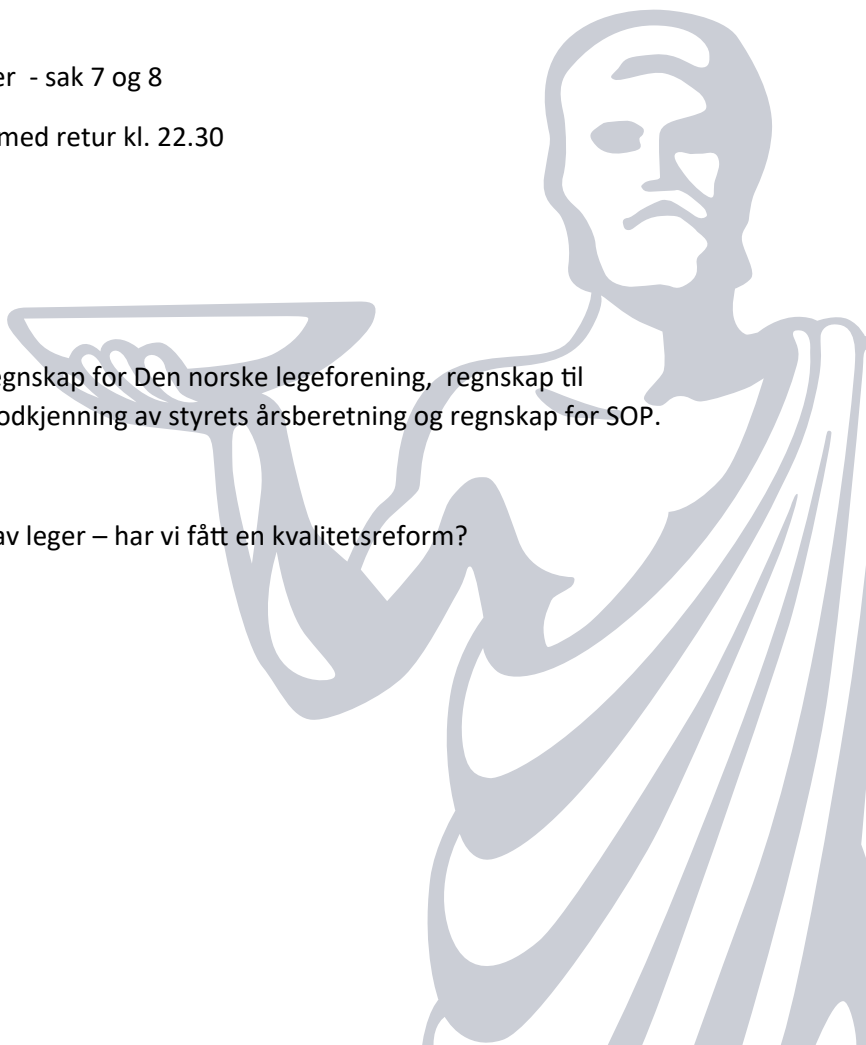 er - sak 7 og 8
med retur kl. 22.30
egnskap for Den norske legeforening, regnskap til
odkjenning av styrets årsberetning og regnskap for SOP.
av leger – har vi fått en kvalitetsreform?